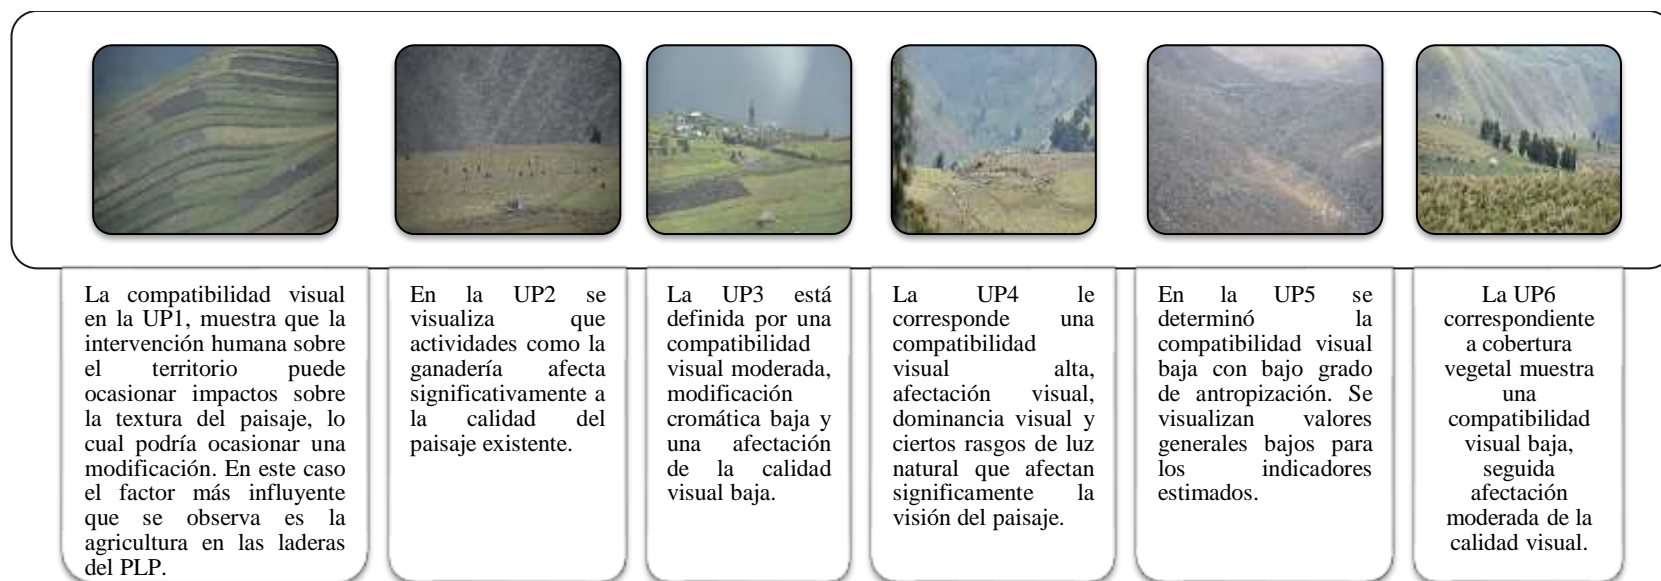 La compatibilidad visual
en la UP1, muestra que la
intervención humana sobre
el territorio puede
ocasionar impactos sobre
la textura del paisaje, lo
cual podría ocasionar una
modificación. En este caso
el factor más influyente
que se observa es la
agricultura en las laderas
del PLP.
En la UP2 se
visualiza que
actividades como la
ganadería afecta
significativamente a
la calidad del
paisaje existente.
La UP3 está
definida por una
compatibilidad
visual moderada,
modificación
cromática baja y
una afectación
de la calidad
visual baja.
La UP4 le
corresponde una
compatibilidad
visual alta,
afectación visual,
dominancia visual y
ciertos rasgos de luz
natural que afectan
significamente la
visión del paisaje.
En la UP5 se
determinó la
compatibilidad visual
baja con bajo grado
de antropización. Se
visualizan valores
generales bajos para
los indicadores
estimados.
La UP6
correspondiente
a cobertura
vegetal muestra
una
compatibilidad
visual baja,
seguida
afectación
moderada de la
calidad visual.